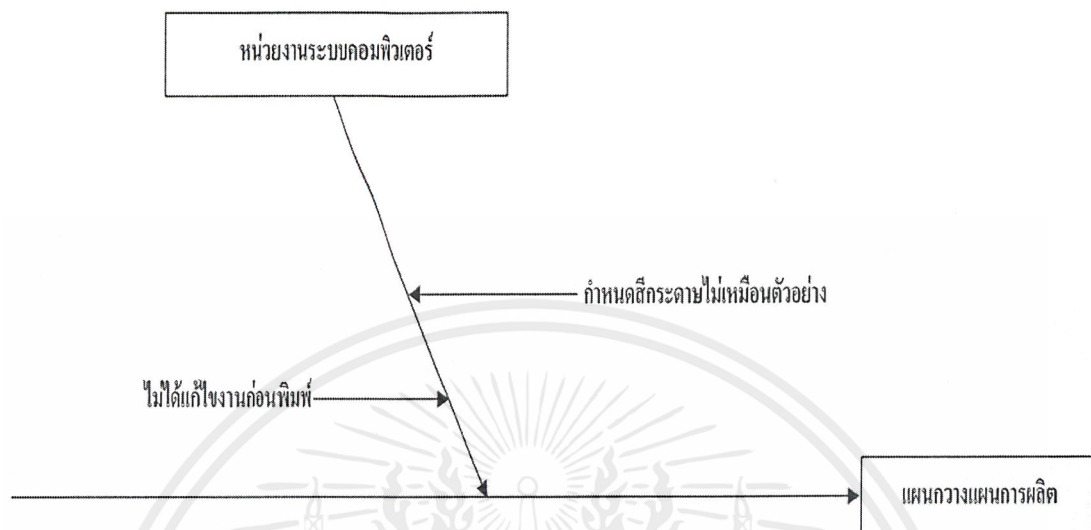 หน่วยงานระบบคอมพิวเตอร์
กำหนดสีกระดาษไม่เหมือนตัวอย่าง
ไม่ได้แก้ไขงานก่อนพิมพ์
แผนกวางแผนการผลิต